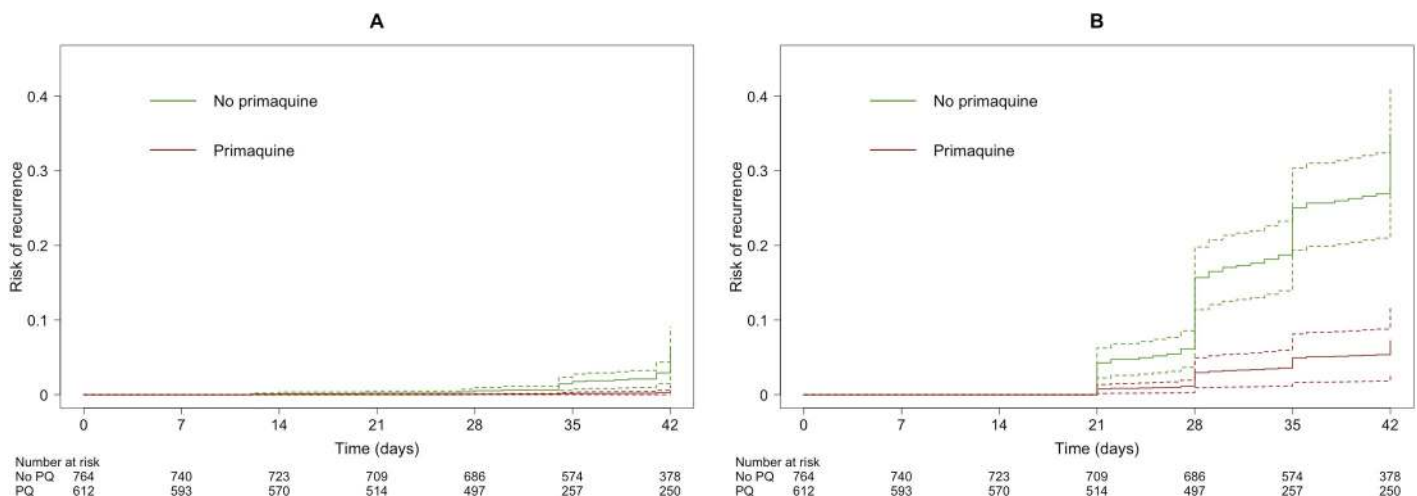 A
Risk of recurrence
0.4
0.3
0.2
0.1
0
No primaquine
Primaquine
0 7 14 21 28 35 42
Time (days)
Number at risk
No PQ 764 740 723 709 686 574 378
PQ 612 593 570 514 497 257 250
B
Risk of recurrence
0.4
0.3
0.2
0.1
0
No primaquine
Primaquine
0 7 14 21 28 35 42
Time (days)
Number at risk
No PQ 764 740 723 709 686 574 378
PQ 612 593 570 514 497 257 250